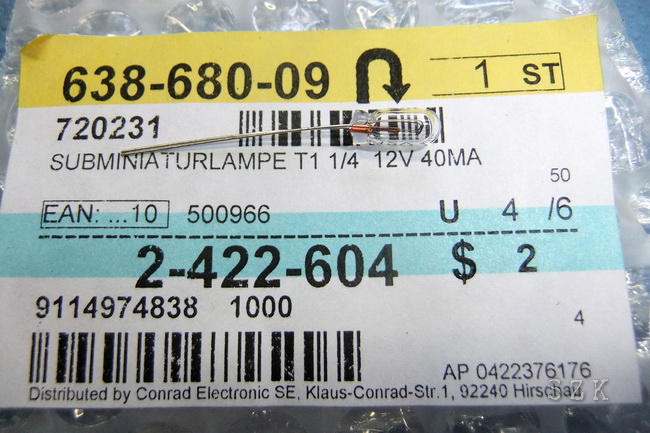 638-680-09 1 ST
720231
SUBMINIATURLAMPE T1 1/4 12V 40MA
50
EAN: ...10 500966 U 4 /6
2-422-604 $ 2
9114974838 1000
4
AP 0422376176
Distributed by Conrad Electronic SE, Klaus-Conrad-Str.1, 92240 Hirschau
SZK